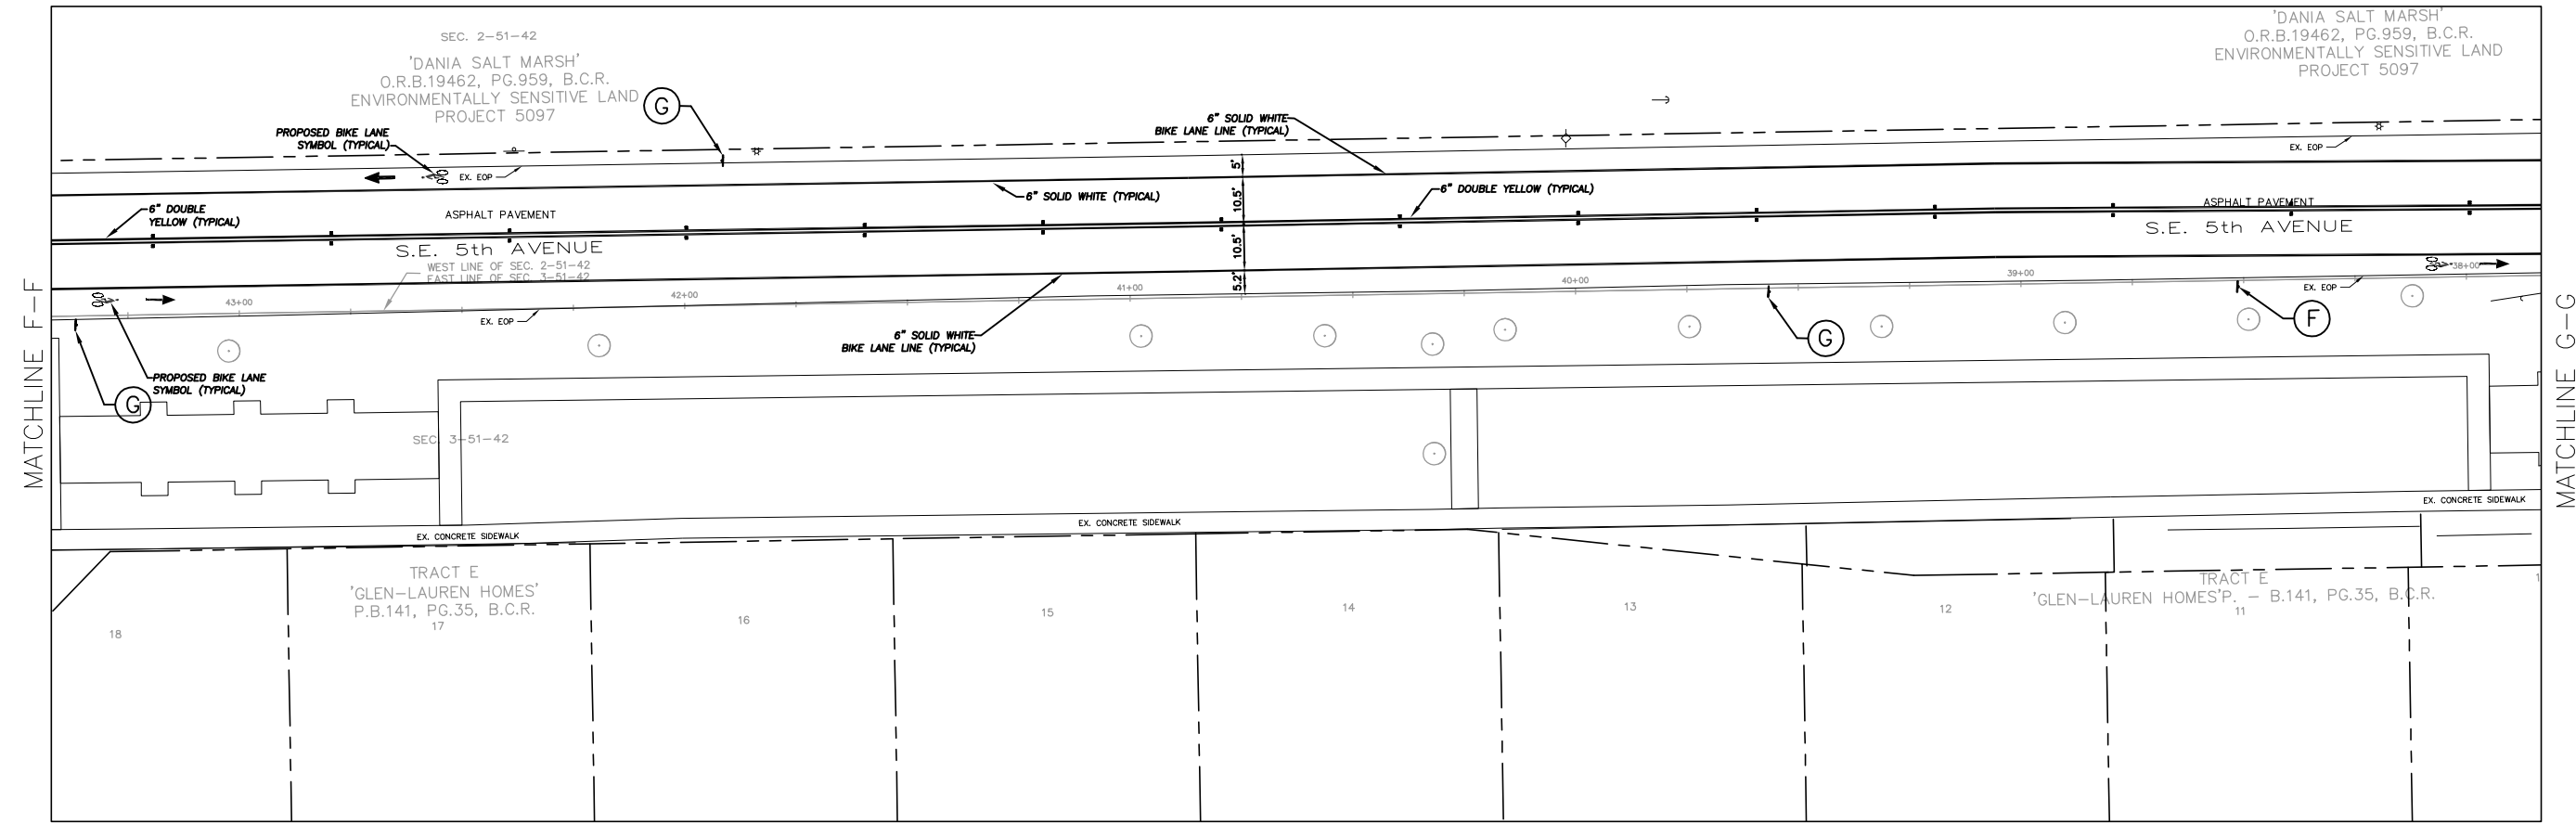 SEC. 2-51-42
'DANIA SALT MARSH'
O.R.B.19462, PG.959, B.C.R.
ENVIRONMENTALLY SENSITIVE LAND
PROJECT 5097
'DANIA SALT MARSH'
O.R.B.19462, PG.959, B.C.R.
ENVIRONMENTALLY SENSITIVE LAND
PROJECT 5097
G
PROPOSED BIKE LANE
SYMBOL (TYPICAL)
6" SOLID WHITE
BIKE LANE LINE (TYPICAL)
EX. EOP
EX. EOP
5'
10.5'
10.5'
5.2'
6" SOLID WHITE (TYPICAL)
6" DOUBLE YELLOW (TYPICAL)
6" DOUBLE
YELLOW (TYPICAL)
ASPHALT PAVEMENT
ASPHALT PAVEMENT
S.E. 5th AVENUE
S.E. 5th AVENUE
WEST LINE OF SEC. 2-51-42
EAST LINE OF SEC. 3-51-42
43+00
42+00
41+00
40+00
39+00
38+00
EX. EOP
EX. EOP
6" SOLID WHITE
BIKE LANE LINE (TYPICAL)
G
F
PROPOSED BIKE LANE
SYMBOL (TYPICAL)
G
MATCHLINE F-F
MATCHLINE G-G
SEC. 3-51-42
EX. CONCRETE SIDEWALK
EX. CONCRETE SIDEWALK
EX. CONCRETE SIDEWALK
TRACT E
'GLEN-LAUREN HOMES'
P.B.141, PG.35, B.C.R.
TRACT E
'GLEN-LAUREN HOMES'P. - B.141, PG.35, B.C.R.
18
17
16
15
14
13
12
11